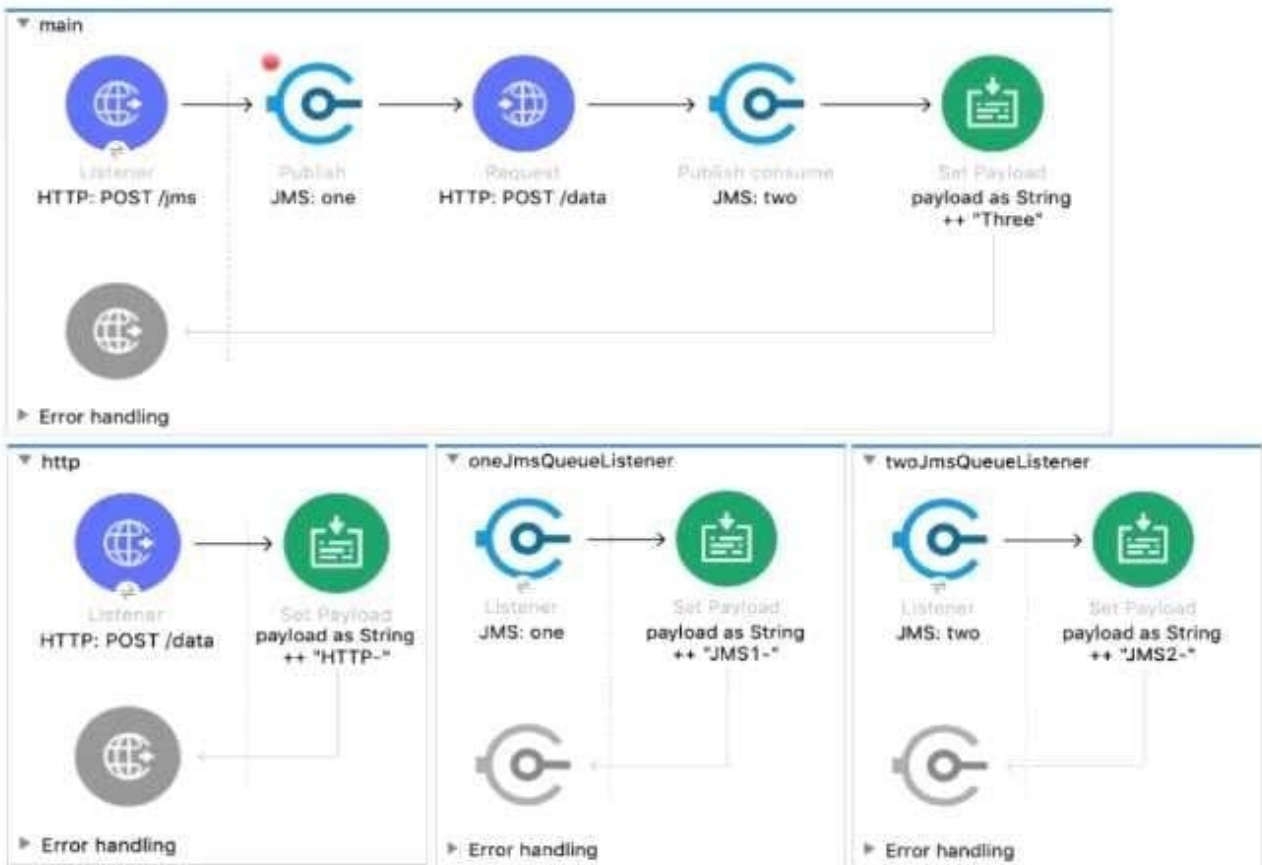 main
Listener
HTTP: POST /jms
Publish
JMS: one
Request
HTTP: POST /data
Publish consume
JMS: two
Set Payload
payload as String
++ "Three"
Error handling
http
Listener
HTTP: POST /data
Set Payload
payload as String
++ "HTTP-"
Error handling
oneJmsQueueListener
Listener
JMS: one
Set Payload
payload as String
++ "JMS1-"
Error handling
twoJmsQueueListener
Listener
JMS: two
Set Payload
payload as String
++ "JMS2-"
Error handling